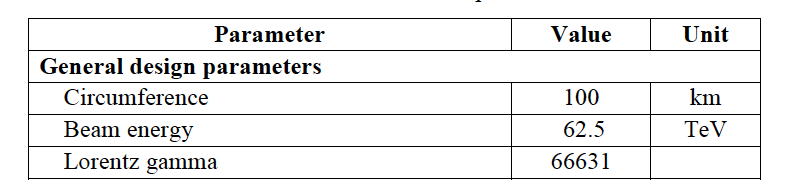 Parameter Value Unit
General design parameters
Circumference 100 km
Beam energy 62.5 TeV
Lorentz gamma 66631